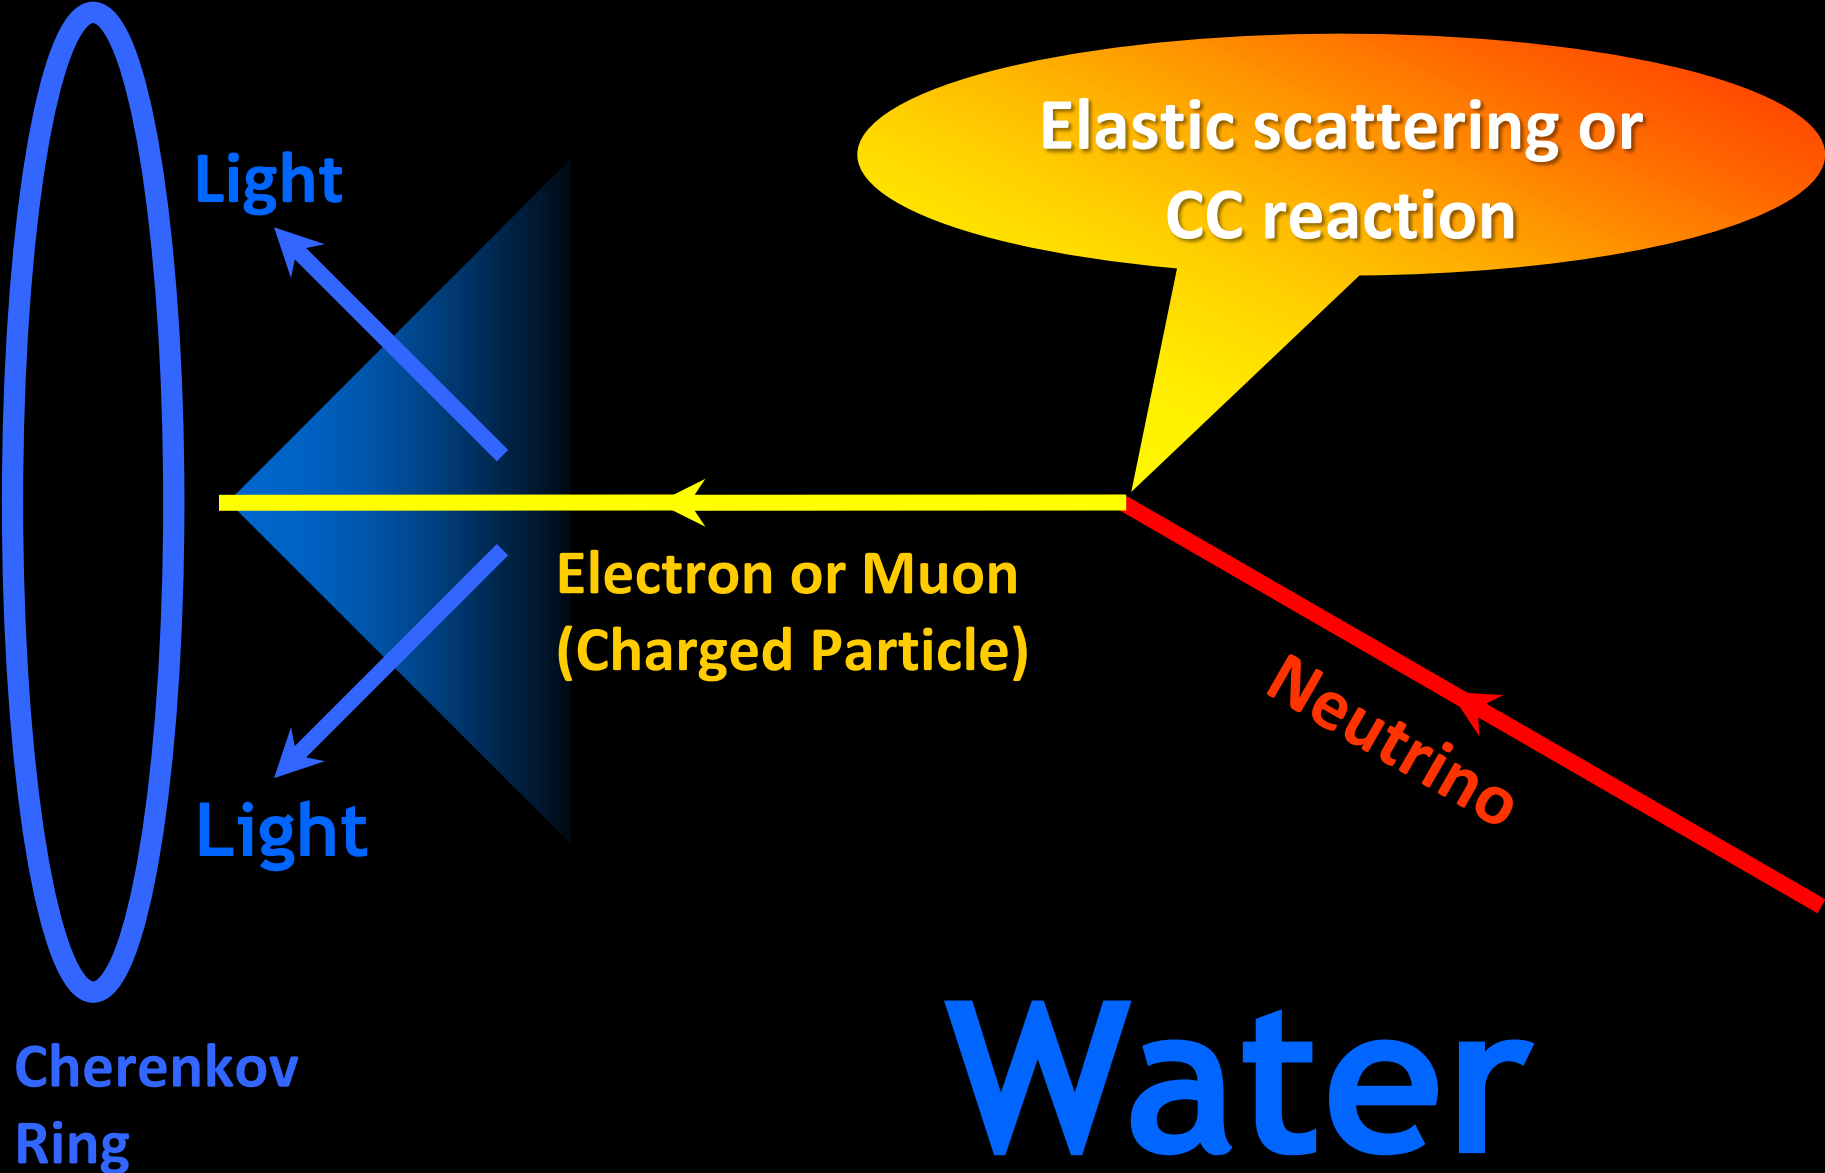 Elastic scattering or
CC reaction
Light
Electron or Muon
(Charged Particle)
Neutrino
Light
Cherenkov
Ring
Water